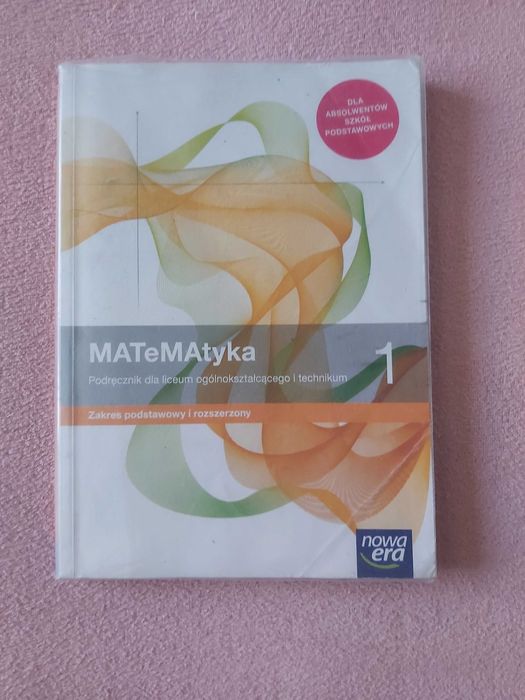 DLA
ABSOLWENTÓW
SZKÓŁ
PODSTAWOWYCH
MATeMAtyka
1
Podręcznik dla liceum ogólnokształcącego i technikum
Zakres podstawowy i rozszerzony
nowa
era